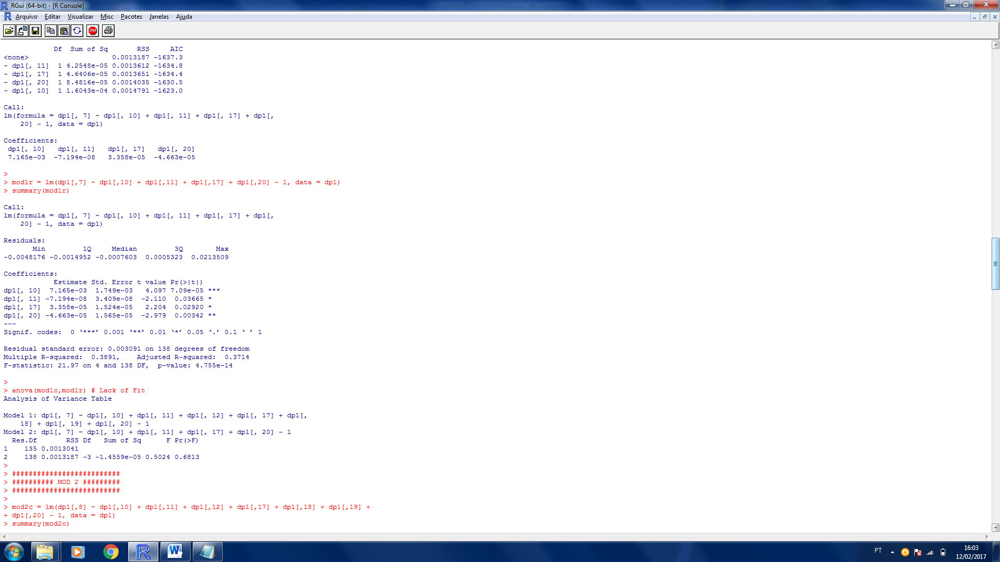 RGui (64-bit) - [R Console]
Arquivo Editar Visualizar Misc Pacotes Janelas Ajuda
STOP
            Df  Sum of Sq       RSS     AIC
<none>                    0.0013187 -1637.3
- dp1[, 11]  1 4.2548e-05 0.0013612 -1634.8
- dp1[, 17]  1 4.6406e-05 0.0013651 -1634.4
- dp1[, 20]  1 8.4816e-05 0.0014035 -1630.5
- dp1[, 10]  1 1.6043e-04 0.0014791 -1623.0
Call:
lm(formula = dp1[, 7] ~ dp1[, 10] + dp1[, 11] + dp1[, 17] + dp1[,
    20] - 1, data = dp1)
Coefficients:
 dp1[, 10]   dp1[, 11]   dp1[, 17]   dp1[, 20]
 7.165e-03  -7.194e-08   3.358e-05  -4.663e-05
>
> mod1r = lm(dp1[,7] ~ dp1[,10] + dp1[,11] + dp1[,17] + dp1[,20] - 1, data = dp1)
> summary(mod1r)
Call:
lm(formula = dp1[, 7] ~ dp1[, 10] + dp1[, 11] + dp1[, 17] + dp1[,
    20] - 1, data = dp1)
Residuals:
       Min         1Q     Median         3Q        Max
-0.0048176 -0.0014952 -0.0007603  0.0005323  0.0213509
Coefficients:
            Estimate Std. Error t value Pr(>|t|)
dp1[, 10]  7.165e-03  1.749e-03   4.097 7.09e-05 ***
dp1[, 11] -7.194e-08  3.409e-08  -2.110  0.03665 *
dp1[, 17]  3.358e-05  1.524e-05   2.204  0.02920 *
dp1[, 20] -4.663e-05  1.565e-05  -2.979  0.00342 **
---
Signif. codes:  0 ‘***’ 0.001 ‘**’ 0.01 ‘*’ 0.05 ‘.’ 0.1 ‘ ’ 1
Residual standard error: 0.003091 on 138 degrees of freedom
Multiple R-squared:  0.3891,    Adjusted R-squared:  0.3714
F-statistic: 21.97 on 4 and 138 DF,  p-value: 4.755e-14
>
> anova(mod1c,mod1r) # Lack of Fit
Analysis of Variance Table
Model 1: dp1[, 7] ~ dp1[, 10] + dp1[, 11] + dp1[, 12] + dp1[, 17] + dp1[,
    18] + dp1[, 19] + dp1[, 20] - 1
Model 2: dp1[, 7] ~ dp1[, 10] + dp1[, 11] + dp1[, 17] + dp1[, 20] - 1
  Res.Df       RSS Df   Sum of Sq      F Pr(>F)
1    135 0.0013041
2    138 0.0013187 -3 -1.4559e-05 0.5024 0.6813
>
> ##########################
> ########## MOD 2 #########
> ##########################
>
> mod2c = lm(dp1[,8] ~ dp1[,10] + dp1[,11] + dp1[,12] + dp1[,17] + dp1[,18] + dp1[,19] +
+ dp1[,20] - 1, data = dp1)
> summary(mod2c)
PT
16:03
12/02/2017